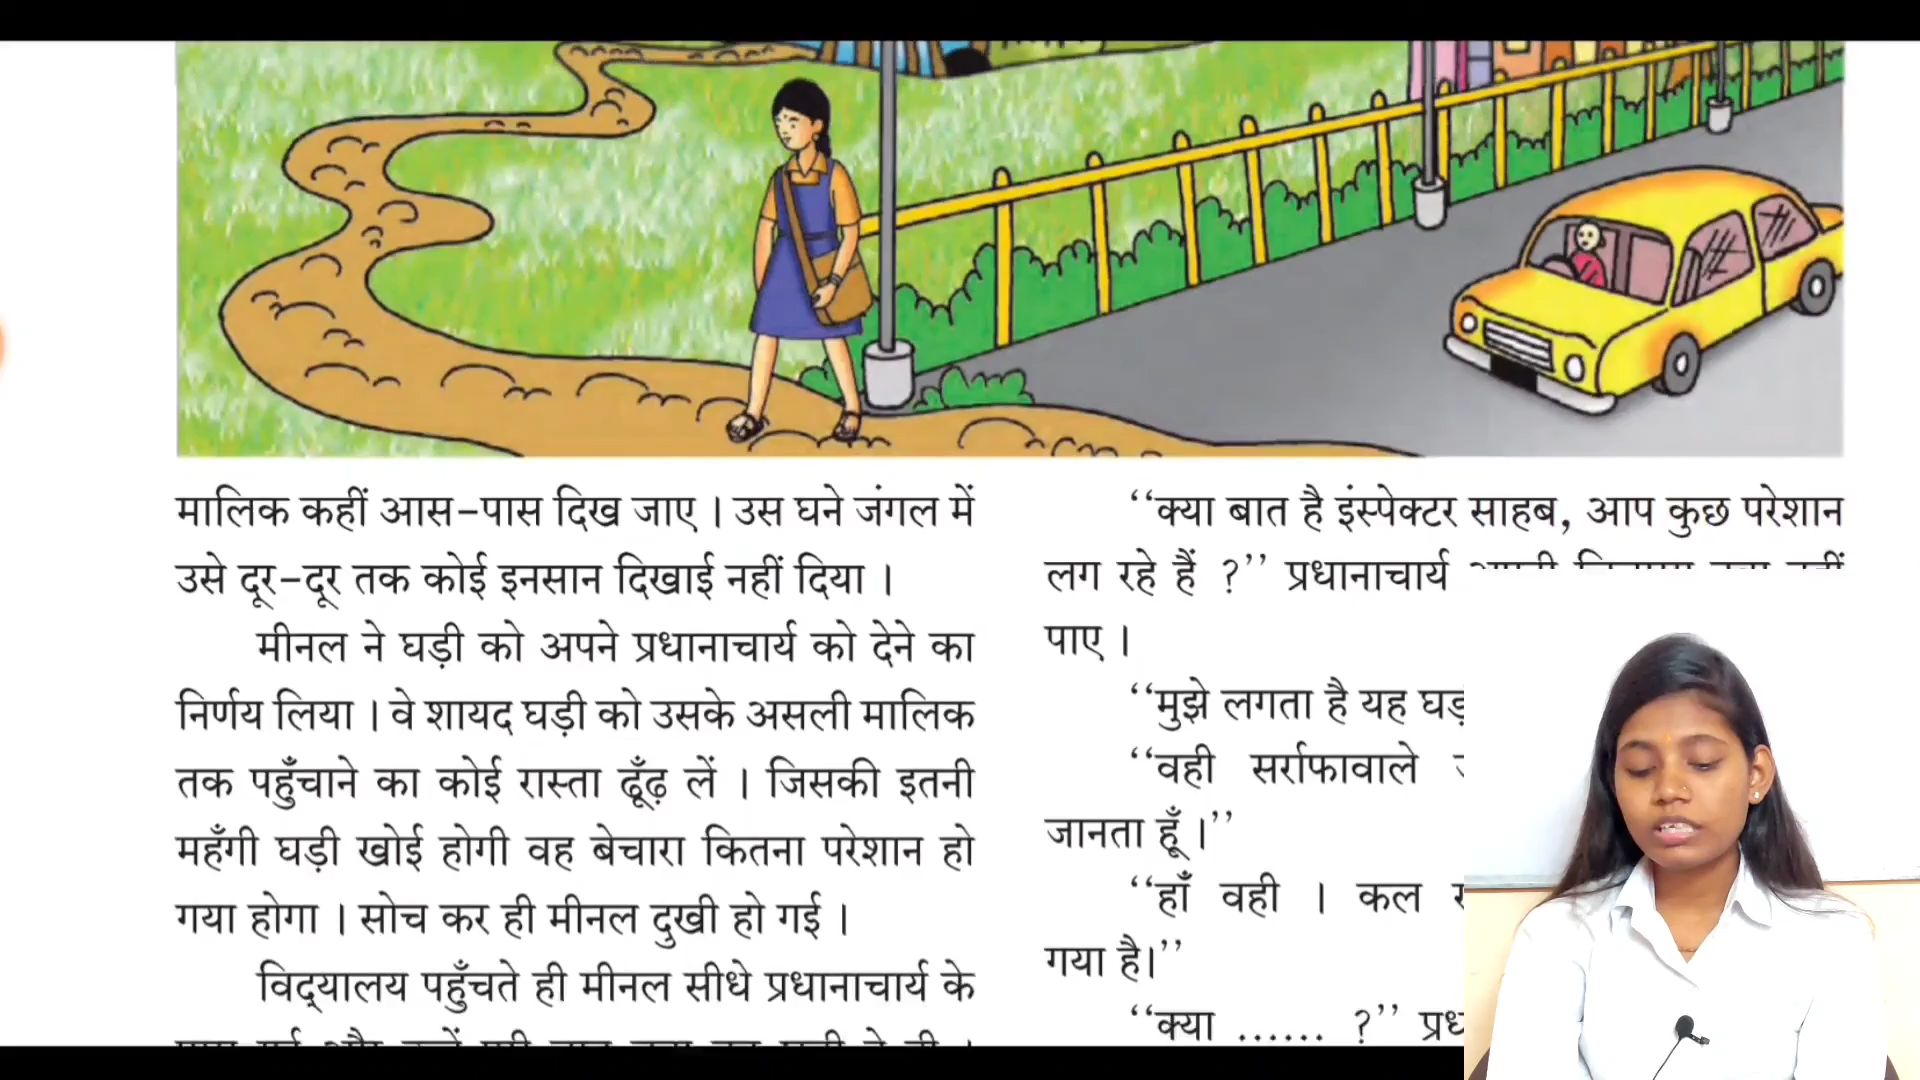 मालिक कहीं आस-पास दिख जाए । उस घने जंगल में
उसे दूर-दूर तक कोई इनसान दिखाई नहीं दिया ।
मीनल ने घड़ी को अपने प्रधानाचार्य को देने का
निर्णय लिया । वे शायद घड़ी को उसके असली मालिक
तक पहुँचाने का कोई रास्ता ढूँढ़ लें । जिसकी इतनी
महँगी घड़ी खोई होगी वह बेचारा कितना परेशान हो
गया होगा । सोच कर ही मीनल दुखी हो गई ।
विद्‌यालय पहुँचते ही मीनल सीधे प्रधानाचार्य के
‘‘क्या बात है इंस्पेक्टर साहब, आप कुछ परेशान
लग रहे हैं ?’’ प्रधानाचार्य
पाए ।
‘‘मुझे लगता है यह
‘‘वही सर्राफावाले
जानता हूँ ।’’
‘‘हाँ वही । कल
गया है।’’
‘‘क्या ...... ?’’